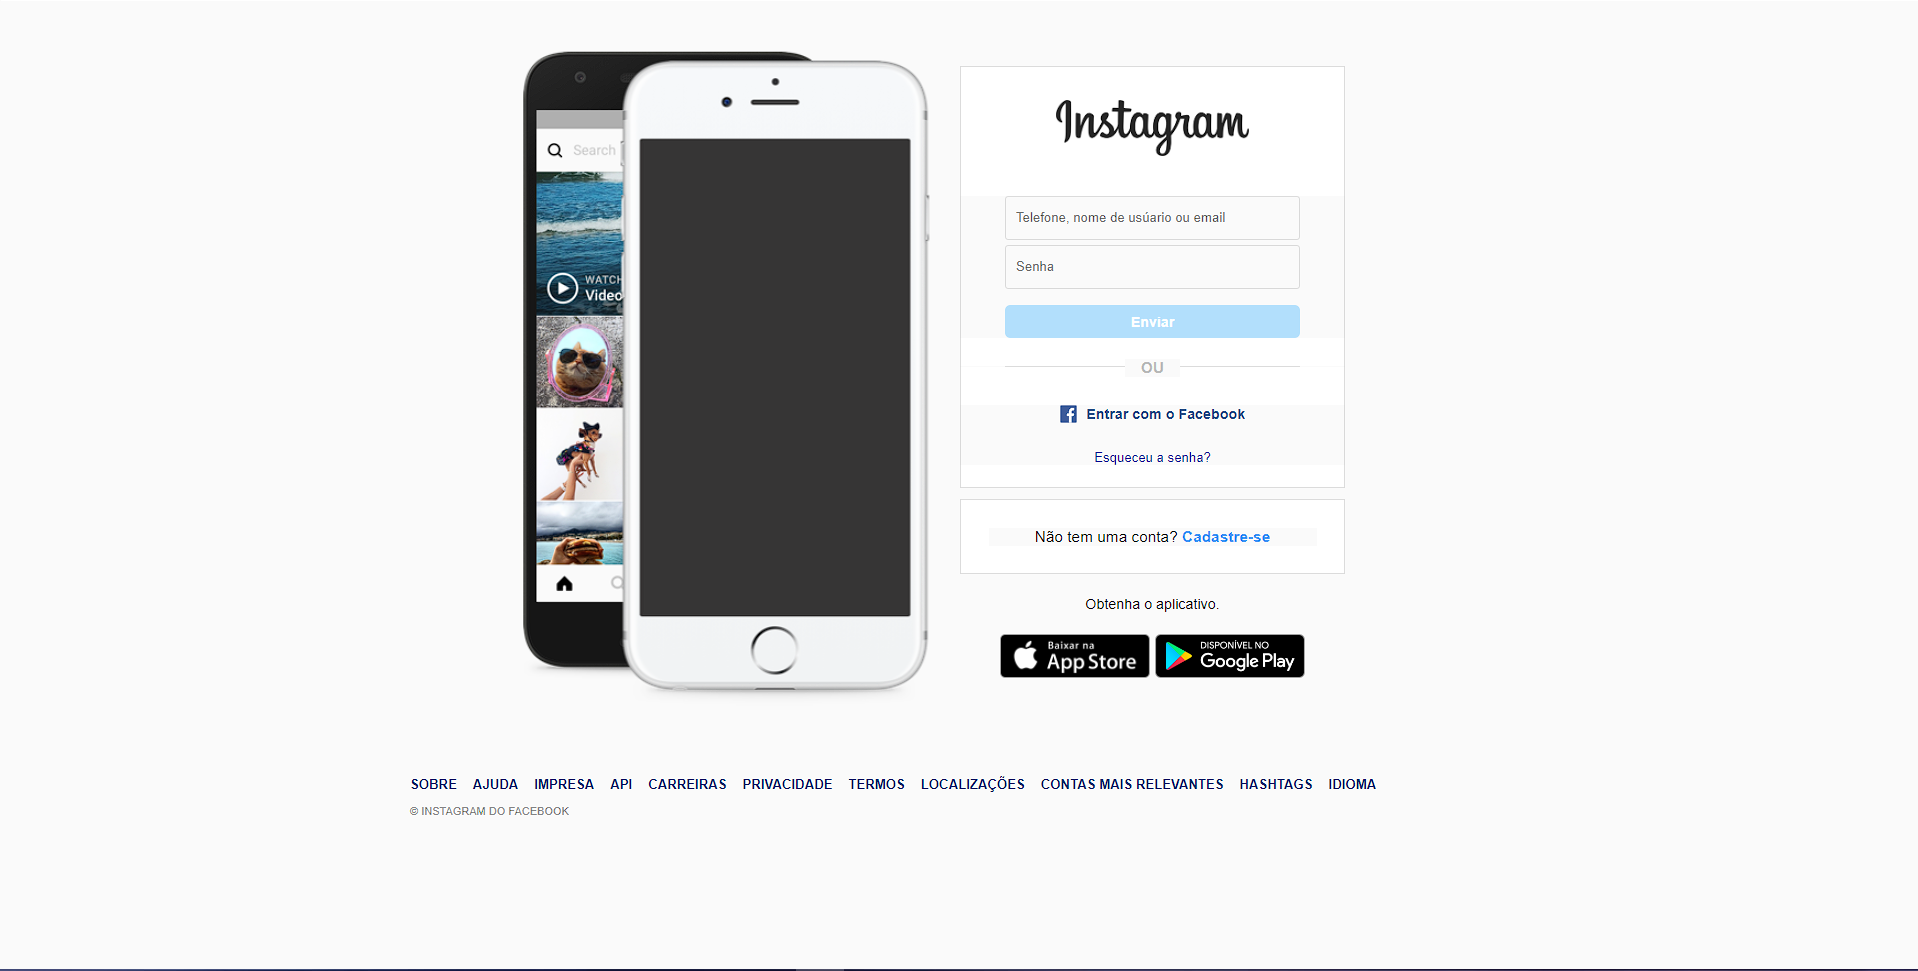 Search
WATCH
Video
Instagram
Telefone, nome de usúario ou email
Senha
Enviar
OU
Entrar com o Facebook
Esqueceu a senha?
Não tem uma conta? Cadastre-se
Obtenha o aplicativo.
Baixar na
App Store
DISPONÍVEL NO
Google Play
SOBRE AJUDA IMPRESA API CARREIRAS PRIVACIDADE TERMOS LOCALIZAÇÕES CONTAS MAIS RELEVANTES HASHTAGS IDIOMA
© INSTAGRAM DO FACEBOOK